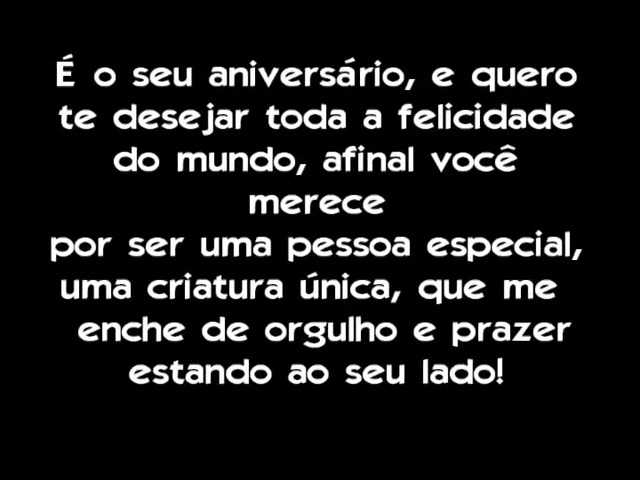 É o seu aniversário, e quero
te desejar toda a felicidade
do mundo, afinal você
merece
por ser uma pessoa especial,
uma criatura única, que me
enche de orgulho e prazer
estando ao seu lado!